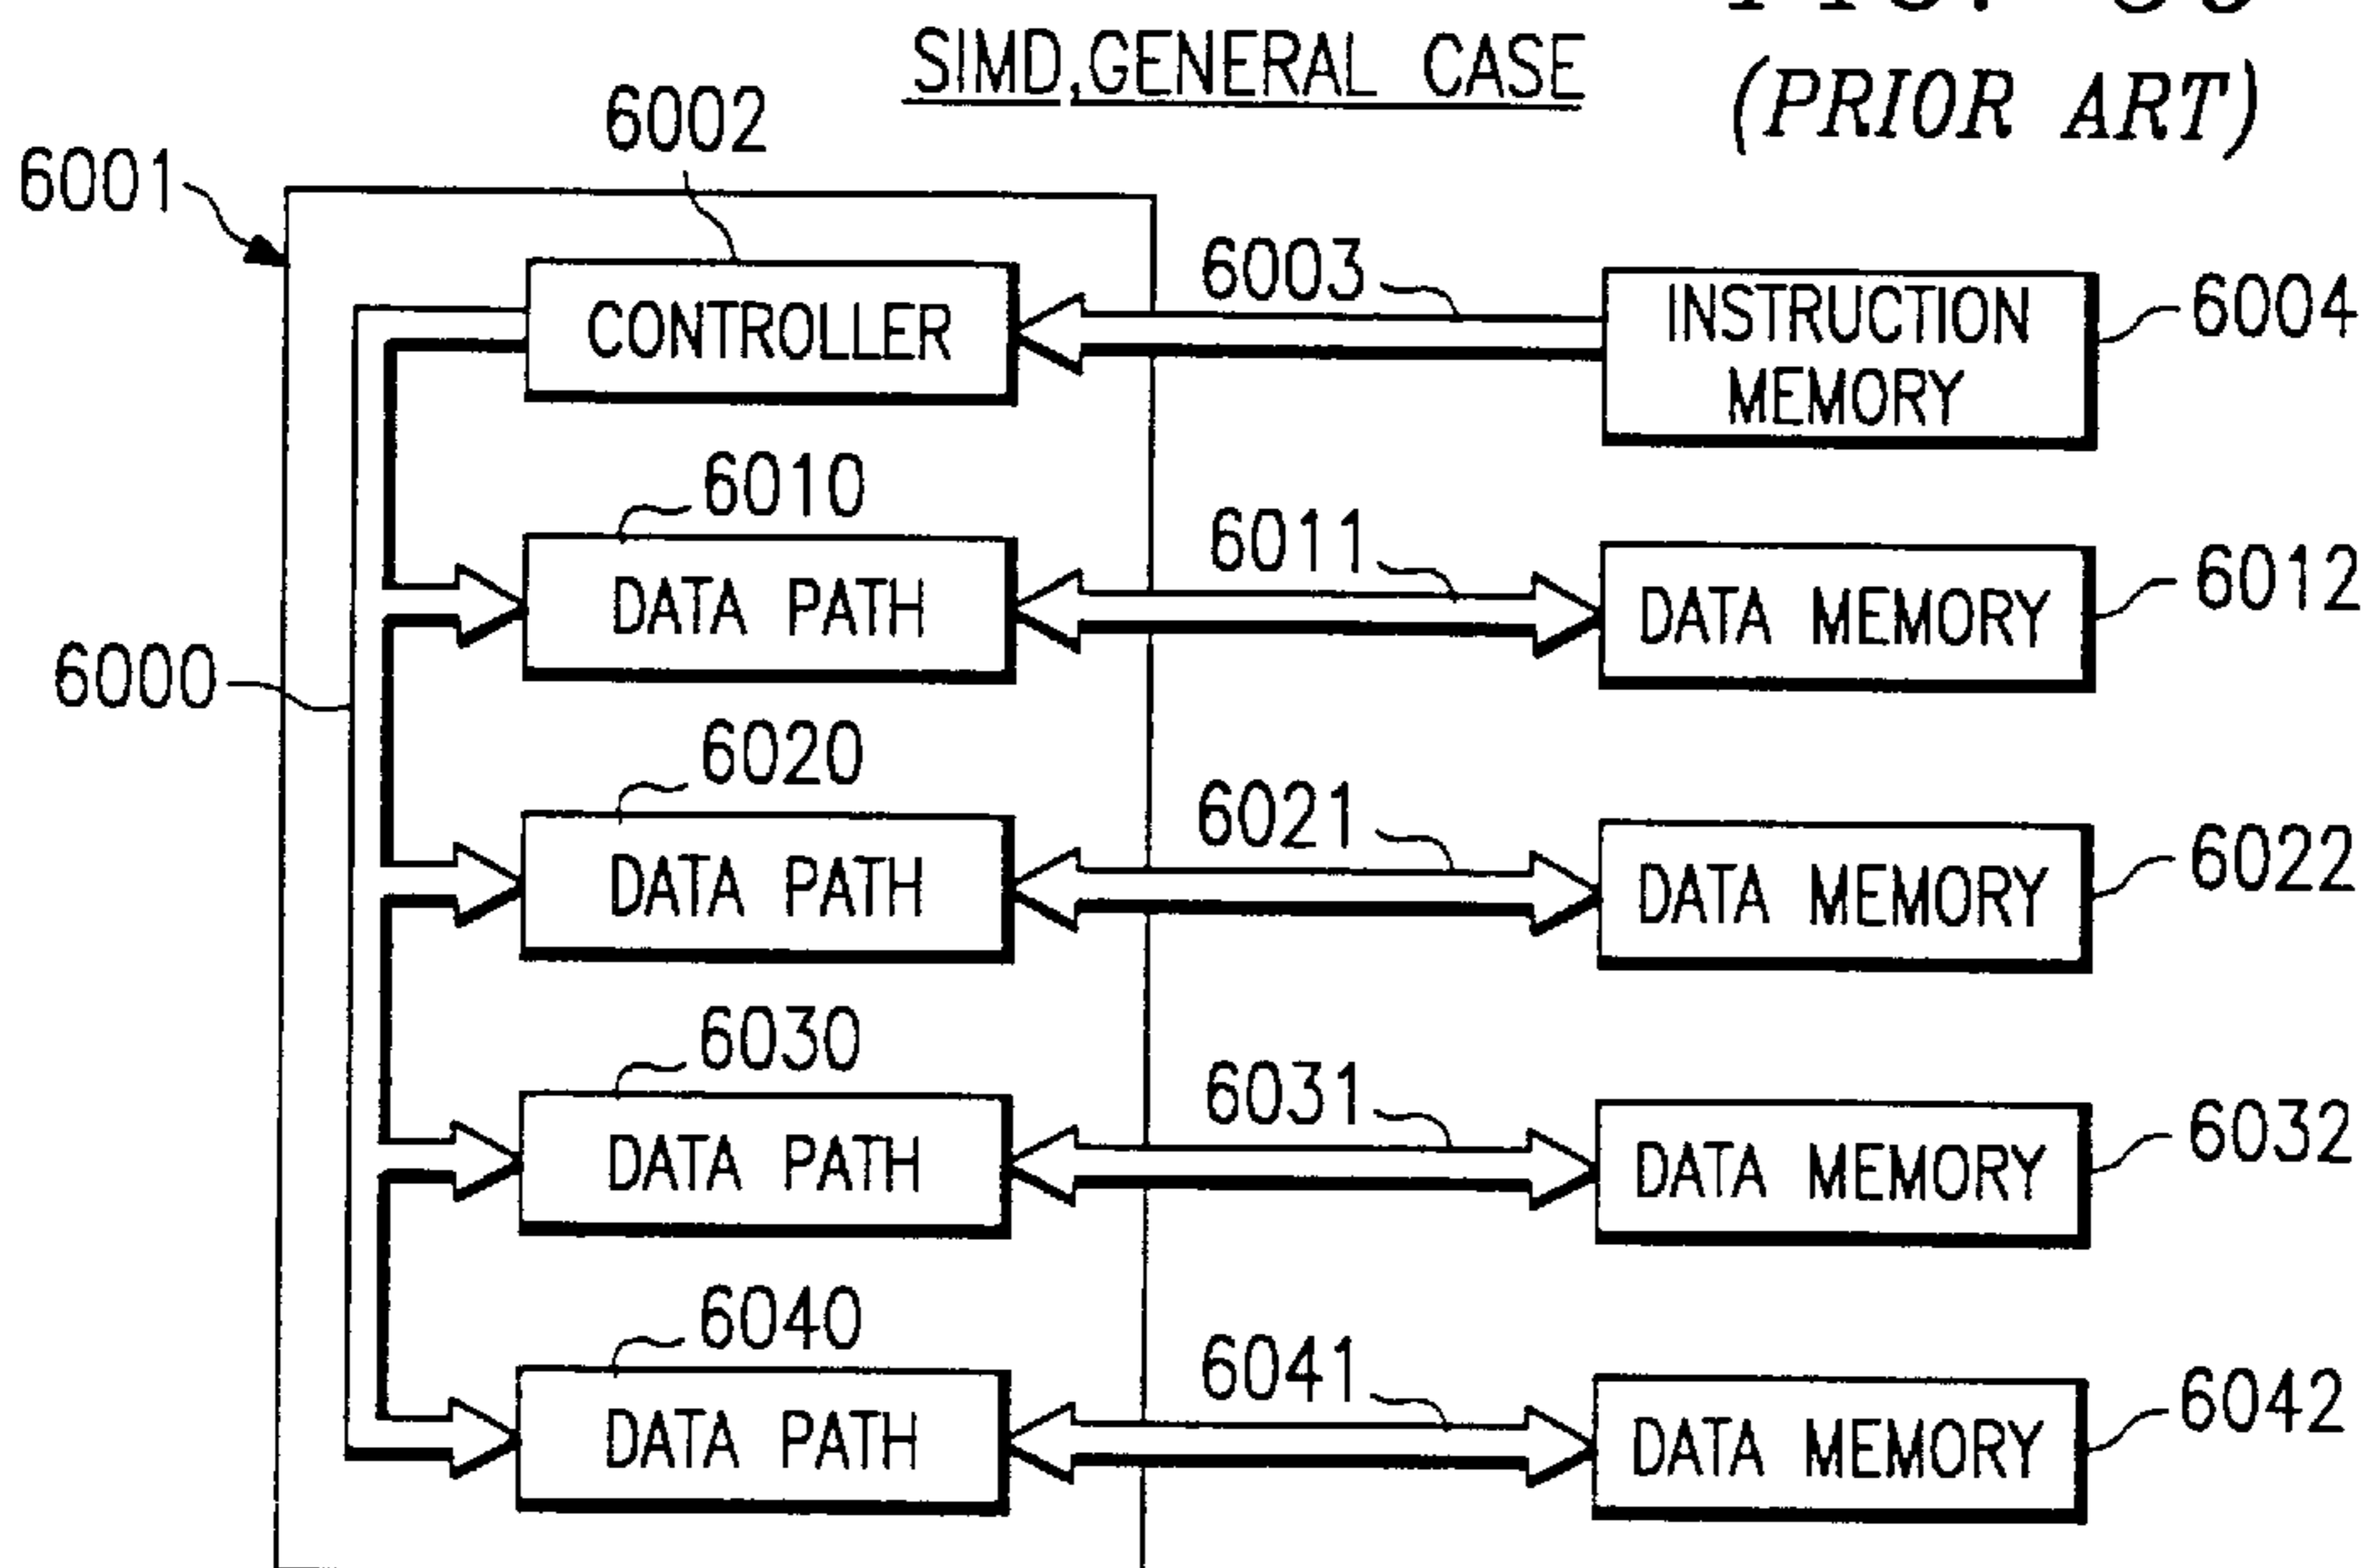 SIMD,GENERAL CASE
(PRIOR ART)
6002
6001
6003
CONTROLLER
INSTRUCTION
MEMORY
6004
6010
6011
DATA PATH
DATA MEMORY
6012
6000
6020
6021
DATA PATH
DATA MEMORY
6022
6030
6031
DATA PATH
DATA MEMORY
6032
6040
6041
DATA PATH
DATA MEMORY
6042